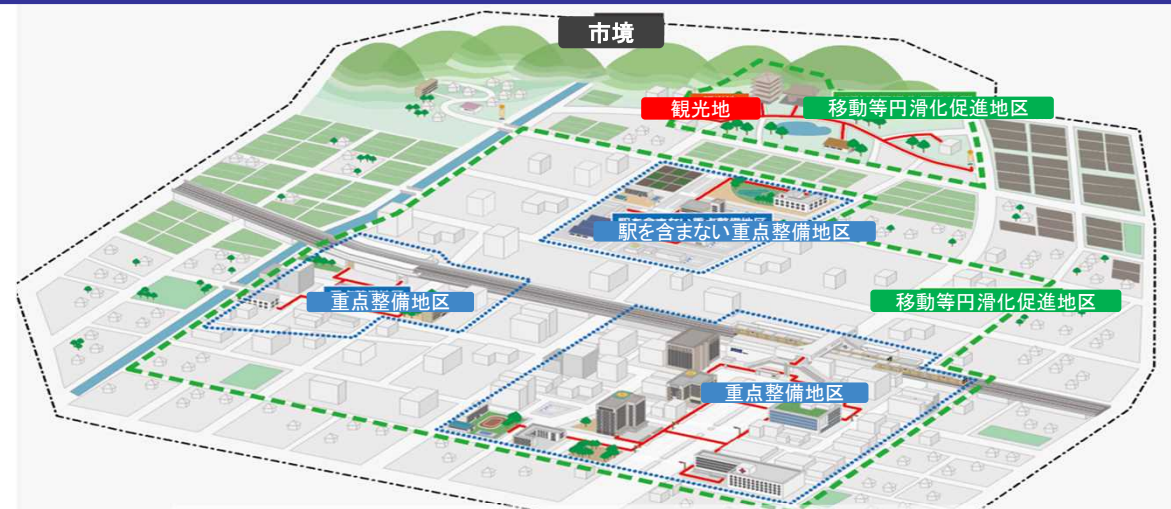 市境
観光地
移動等円滑化促進地区
駅を含まない重点整備地区
重点整備地区
移動等円滑化促進地区
重点整備地区